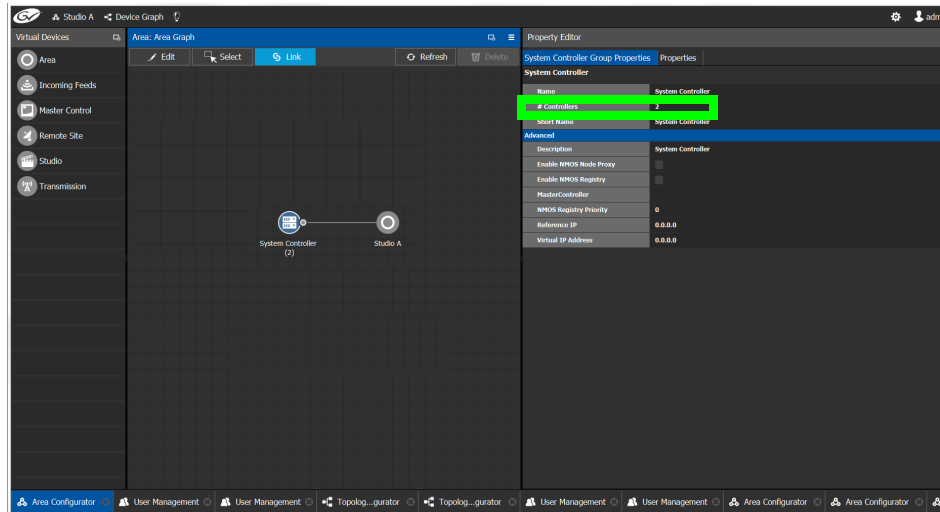 GV Studio A Device Graph adm
Virtual Devices
Area
Incoming Feeds
Master Control
Remote Site
Studio
Transmission
Area: Area Graph
Edit Select Link Refresh Delete
System Controller
(2)
Studio A
Property Editor
System Controller Group Properties Properties
System Controller
Name System Controller
# Controllers 2
Short Name System Controller
Advanced
Description System Controller
Enable NMOS Node Proxy
Enable NMOS Registry
MasterController
NMOS Registry Priority 0
Reference IP 0.0.0.0
Virtual IP Address 0.0.0.0
Area Configurator User Management User Management Topolog...gurator Topolog...gurator User Management User Management Area Configurator Area Configurator